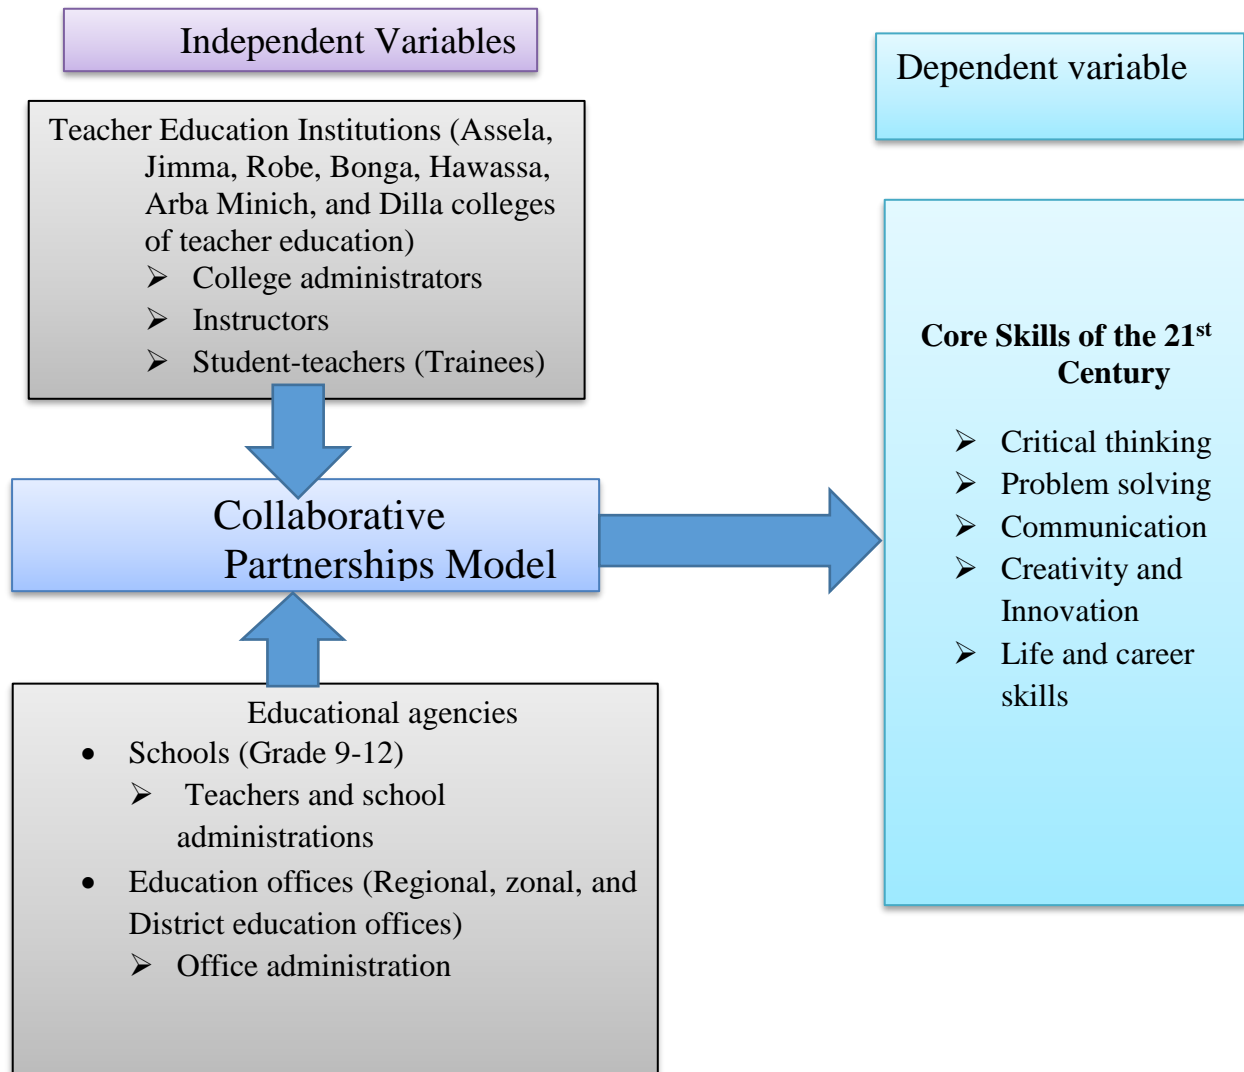 Independent Variables
Dependent variable
Teacher Education Institutions (Assela,
Jimma, Robe, Bonga, Hawassa,
Arba Minich, and Dilla colleges
of teacher education)
➢ College administrators
➢ Instructors
➢ Student-teachers (Trainees)
Collaborative
Partnerships Model
Educational agencies
• Schools (Grade 9-12)
➢ Teachers and school
administrations
• Education offices (Regional, zonal, and
District education offices)
➢ Office administration
Core Skills of the 21st
Century
➢ Critical thinking
➢ Problem solving
➢ Communication
➢ Creativity and
Innovation
➢ Life and career
skills